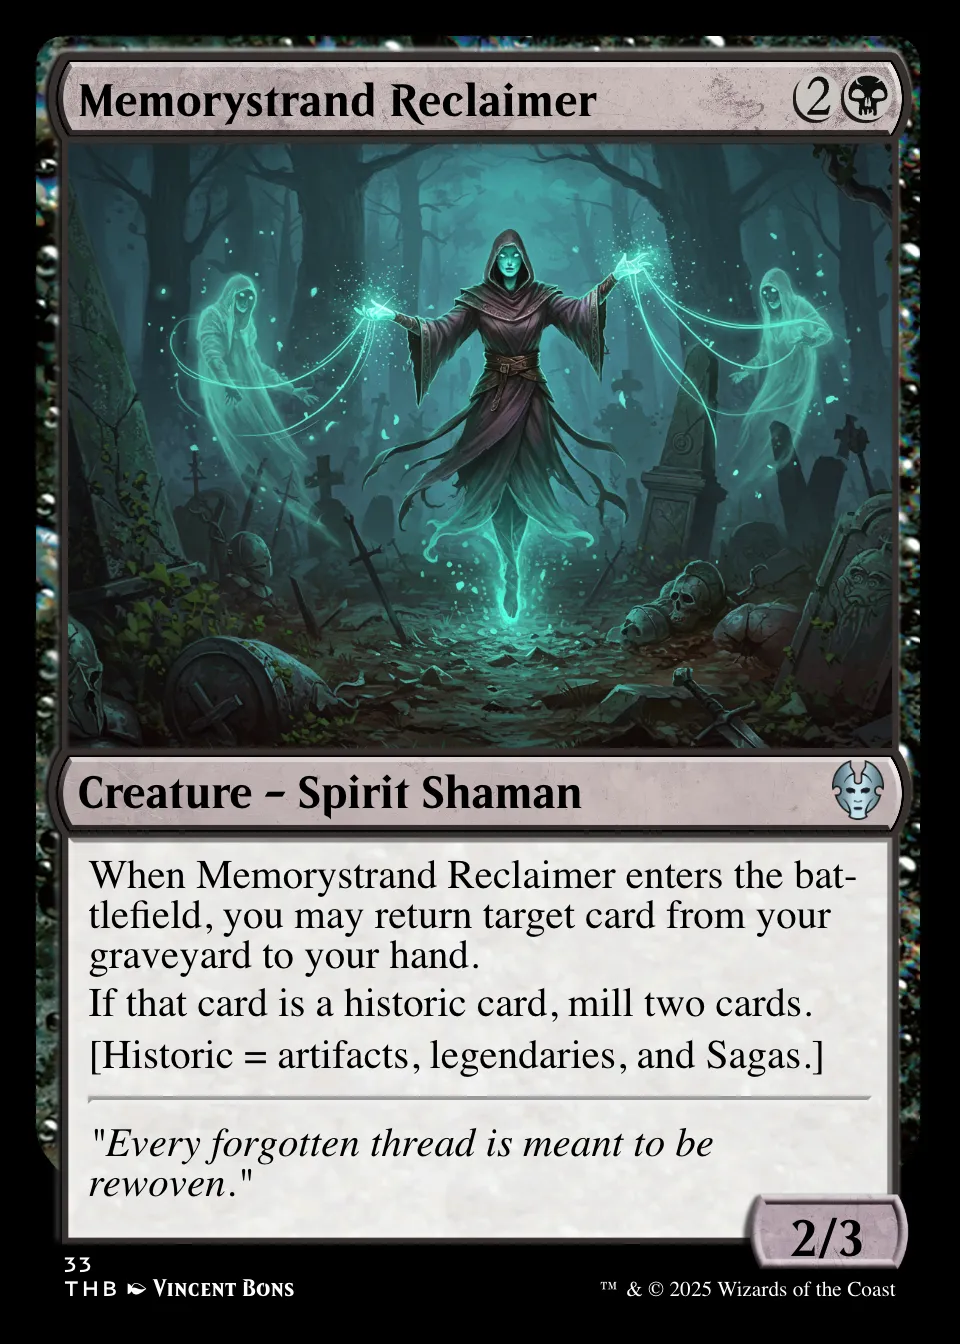 Memorystrand Reclaimer 2
Creature – Spirit Shaman
When Memorystrand Reclaimer enters the bat-
tlefield, you may return target card from your
graveyard to your hand.
If that card is a historic card, mill two cards.
[Historic = artifacts, legendaries, and Sagas.]
"Every forgotten thread is meant to be
rewoven."
2/3
33
THB VINCENT BONS
™ & © 2025 Wizards of the Coast